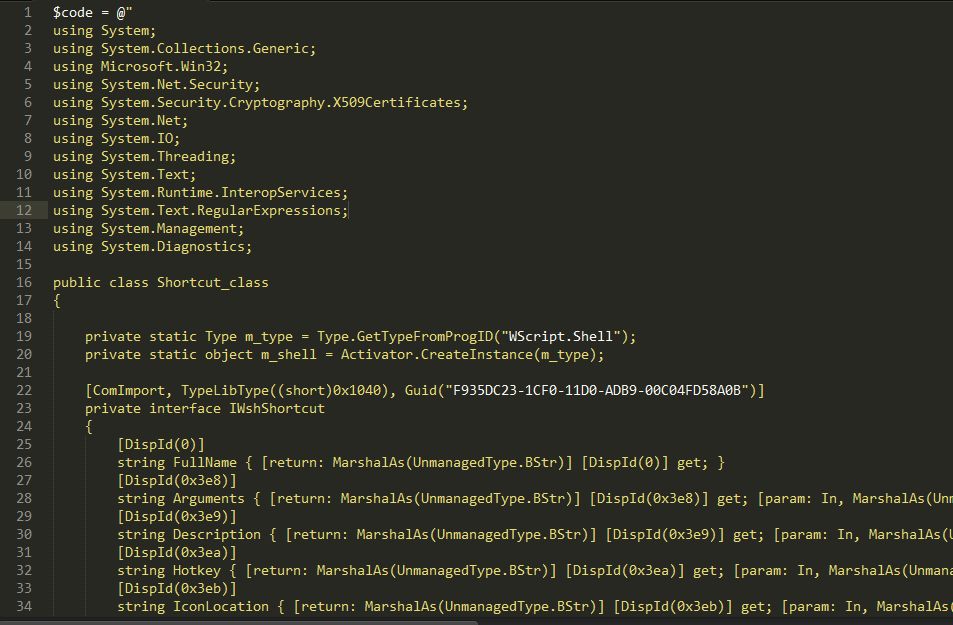 1 $code = @"
2 using System;
3 using System.Collections.Generic;
4 using Microsoft.Win32;
5 using System.Net.Security;
6 using System.Security.Cryptography.X509Certificates;
7 using System.Net;
8 using System.IO;
9 using System.Threading;
10 using System.Text;
11 using System.Runtime.InteropServices;
12 using System.Text.RegularExpressions;
13 using System.Management;
14 using System.Diagnostics;
15
16 public class Shortcut_class
17 {
18
19 private static Type m_type = Type.GetTypeFromProgID("WScript.Shell");
20 private static object m_shell = Activator.CreateInstance(m_type);
21
22 [ComImport, TypeLibType((short)0x1040), Guid("F935DC23-1CF0-11D0-ADB9-00C04FD58A0B")]
23 private interface IWshShortcut
24 {
25 [DispId(0)]
26 string FullName { [return: MarshalAs(UnmanagedType.BStr)] [DispId(0)] get; }
27 [DispId(0x3e8)]
28 string Arguments { [return: MarshalAs(UnmanagedType.BStr)] [DispId(0x3e8)] get; [param: In, MarshalAs(Unm
29 [DispId(0x3e9)]
30 string Description { [return: MarshalAs(UnmanagedType.BStr)] [DispId(0x3e9)] get; [param: In, MarshalAs(U
31 [DispId(0x3ea)]
32 string Hotkey { [return: MarshalAs(UnmanagedType.BStr)] [DispId(0x3ea)] get; [param: In, MarshalAs(Unmana
33 [DispId(0x3eb)]
34 string IconLocation { [return: MarshalAs(UnmanagedType.BStr)] [DispId(0x3eb)] get; [param: In, MarshalAs(